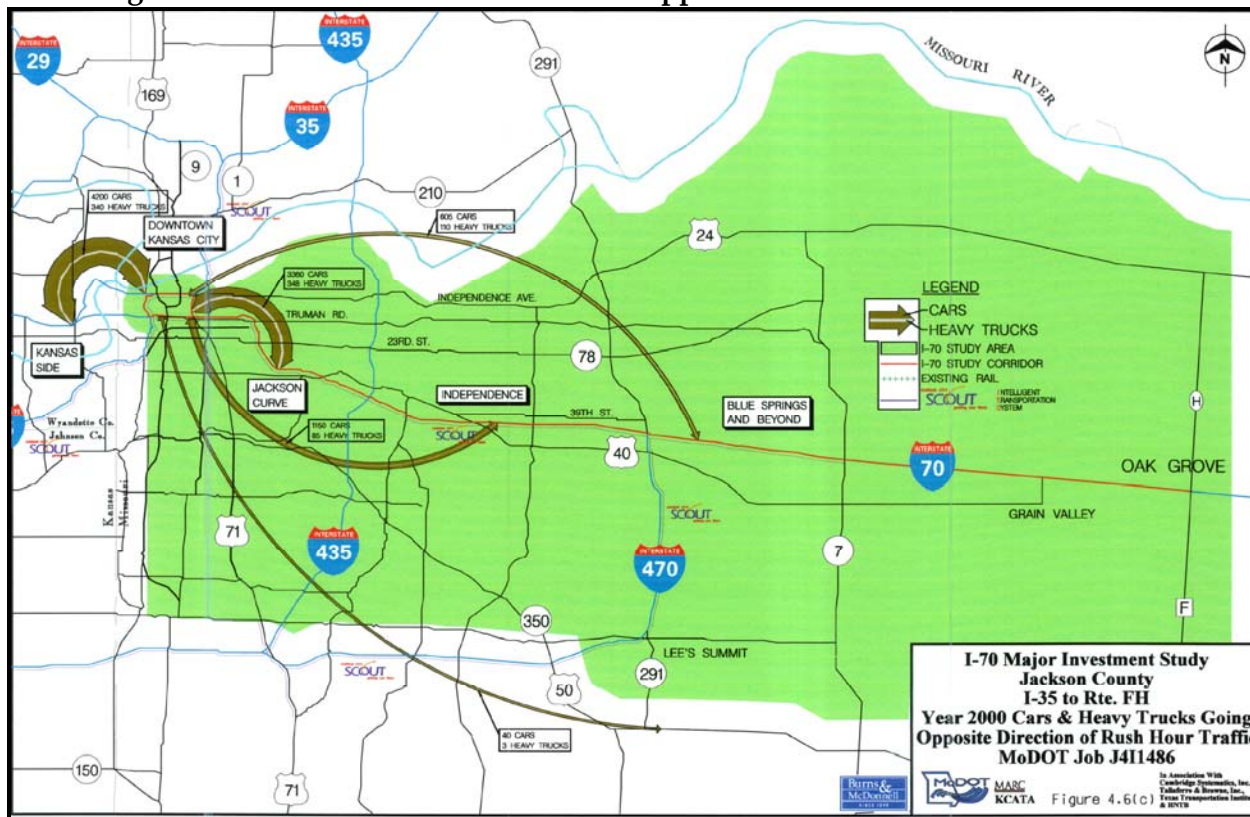 INTERSTATE
29
169
INTERSTATE
435
INTERSTATE
35
291
MISSOURI RIVER
N
9
1
SCOUT
210
4200 CARS
340 HEAVY TRUCKS
DOWNTOWN
KANSAS CITY
605 CARS
110 HEAVY TRUCKS
24
3360 CARS
348 HEAVY TRUCKS
INDEPENDENCE AVE.
TRUMAN RD.
23RD. ST.
78
LEGEND
CARS
HEAVY TRUCKS
I-70 STUDY AREA
I-70 STUDY CORRIDOR
EXISTING RAIL
SCOUT
INTELLIGENT
TRANSPORTATION
SYSTEM
H
KANSAS
SIDE
JACKSON
CURVE
INDEPENDENCE
39TH ST.
BLUE SPRINGS
AND BEYOND
Wyandotte Co.
Johnson Co.
SCOUT
1150 CARS
85 HEAVY TRUCKS
SCOUT
40
INTERSTATE
70
OAK GROVE
GRAIN VALLEY
Kansas
Missouri
71
INTERSTATE
435
SCOUT
INTERSTATE
470
7
F
350
LEE'S SUMMIT
SCOUT
50
291
40 CARS
3 HEAVY TRUCKS
150
71
I-70 Major Investment Study
Jackson County
I-35 to Rte. FH
Year 2000 Cars & Heavy Trucks Going
Opposite Direction of Rush Hour Traffic
MoDOT Job J4I1486
Burns &
McDonnell
SINCE 1898
MoDOT
MARC
KCATA
Figure 4.6(c)
In Association With
Cambridge Systematics, Inc.
Taliaferro & Browne, Inc.,
Texas Transportation Institute
& HNTB